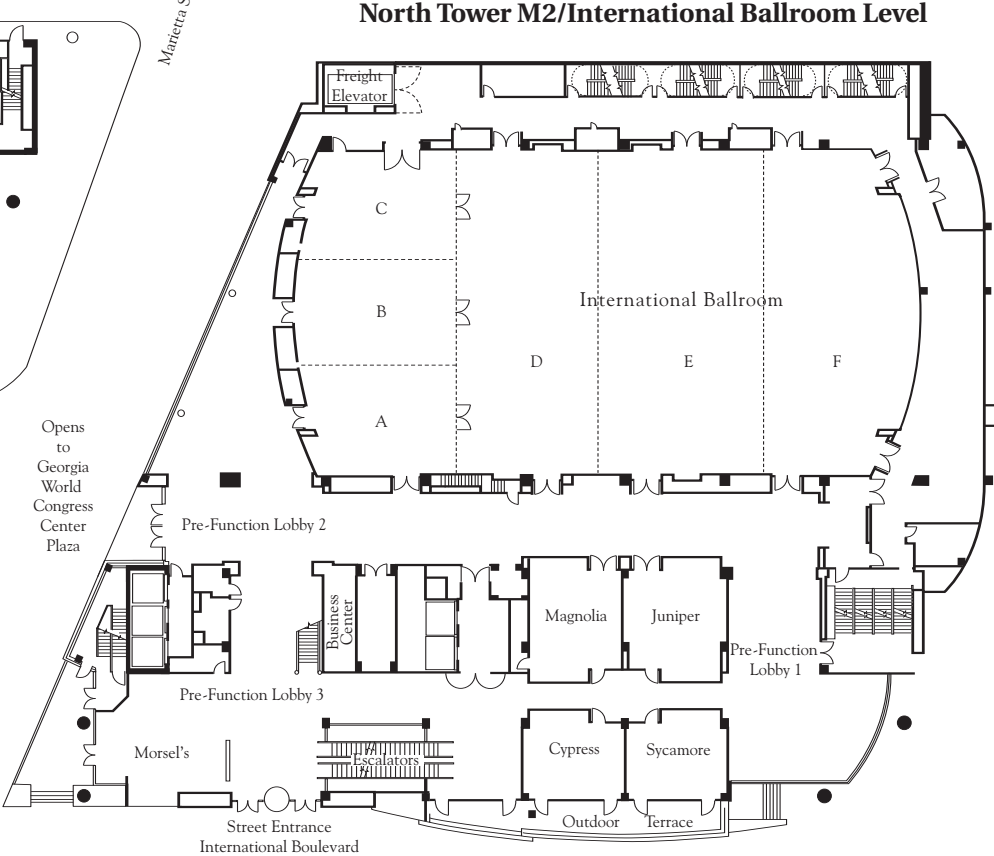 North Tower M2/International Ballroom Level
Marietta S
Freight
Elevator
C
B
International Ballroom
D
E
F
A
Opens
to
Georgia
World
Congress
Center
Plaza
Pre-Function Lobby 2
Business
Center
Magnolia
Juniper
Pre-Function
Lobby 1
Pre-Function Lobby 3
Morsel's
Escalators
Cypress
Sycamore
Outdoor Terrace
Street Entrance
International Boulevard